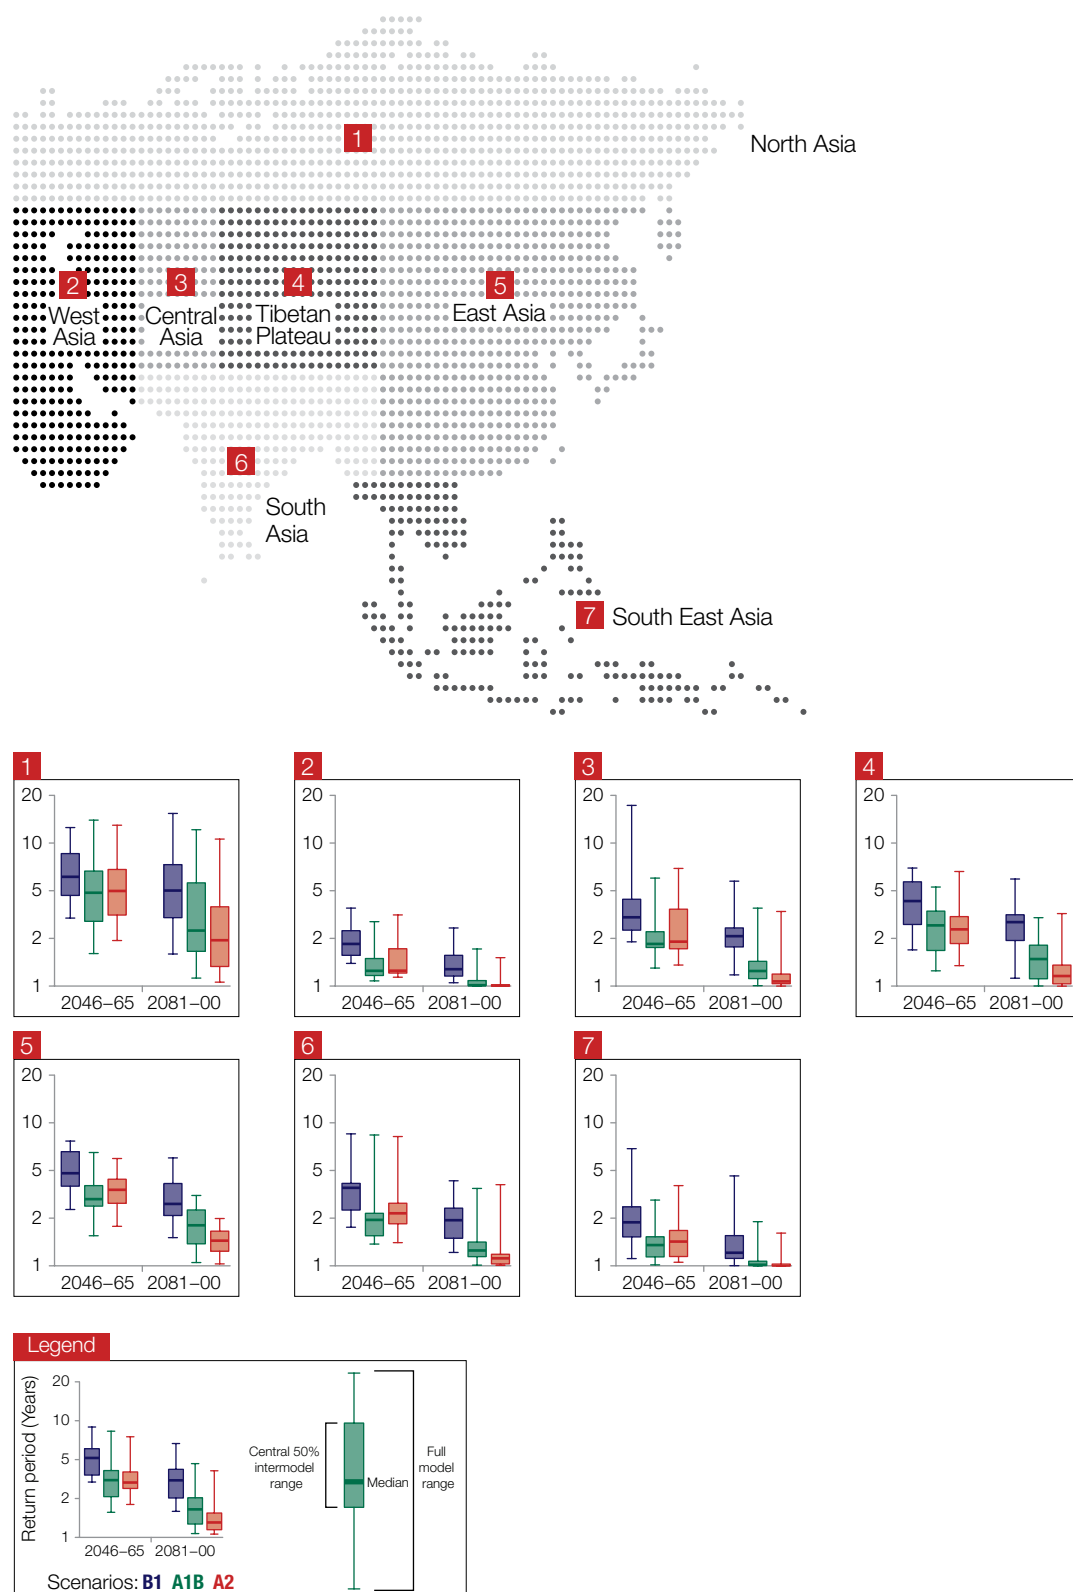 1
North Asia
2
West
Asia
3
Central
Asia
4
Tibetan
Plateau
5
East Asia
6
South
Asia
7
South East Asia
1
20
10
5
2
1
2046–65 2081–00
2
20
10
5
2
1
2046–65 2081–00
3
20
10
5
2
1
2046–65 2081–00
4
20
10
5
2
1
2046–65 2081–00
5
20
10
5
2
1
2046–65 2081–00
6
20
10
5
2
1
2046–65 2081–00
7
20
10
5
2
1
2046–65 2081–00
Legend
Return period (Years)
20
10
5
2
1
2046–65 2081–00
Scenarios: B1 A1B A2
Central 50%
intermodel
range
Median
Full
model
range